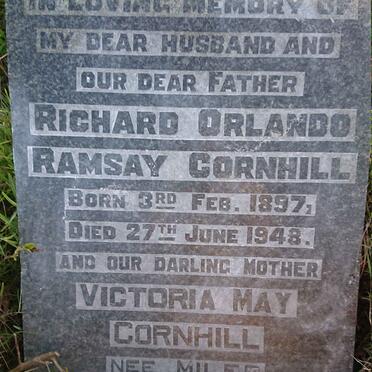 IN LOVING MEMORY OF
MY DEAR HUSBAND AND
OUR DEAR FATHER
RICHARD ORLANDO
RAMSAY CORNHILL
BORN 3RD FEB. 1897,
DIED 27TH JUNE 1948.
AND OUR DARLING MOTHER
VICTORIA MAY
CORNHILL
NEE